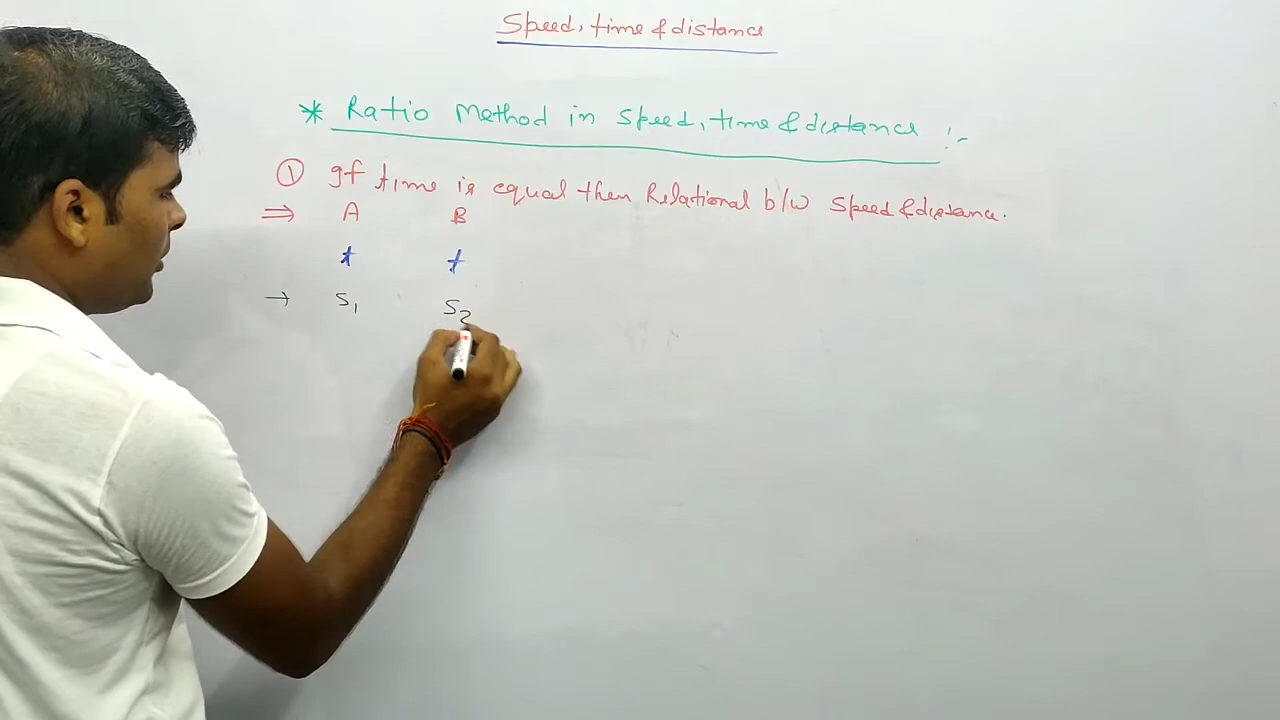 Speed, time & distance
* Ratio Method in Speed, time & distance :-
① If time is equal then Relational b/w Speed & distance.
⇒ A B
t t
→ S1 S2